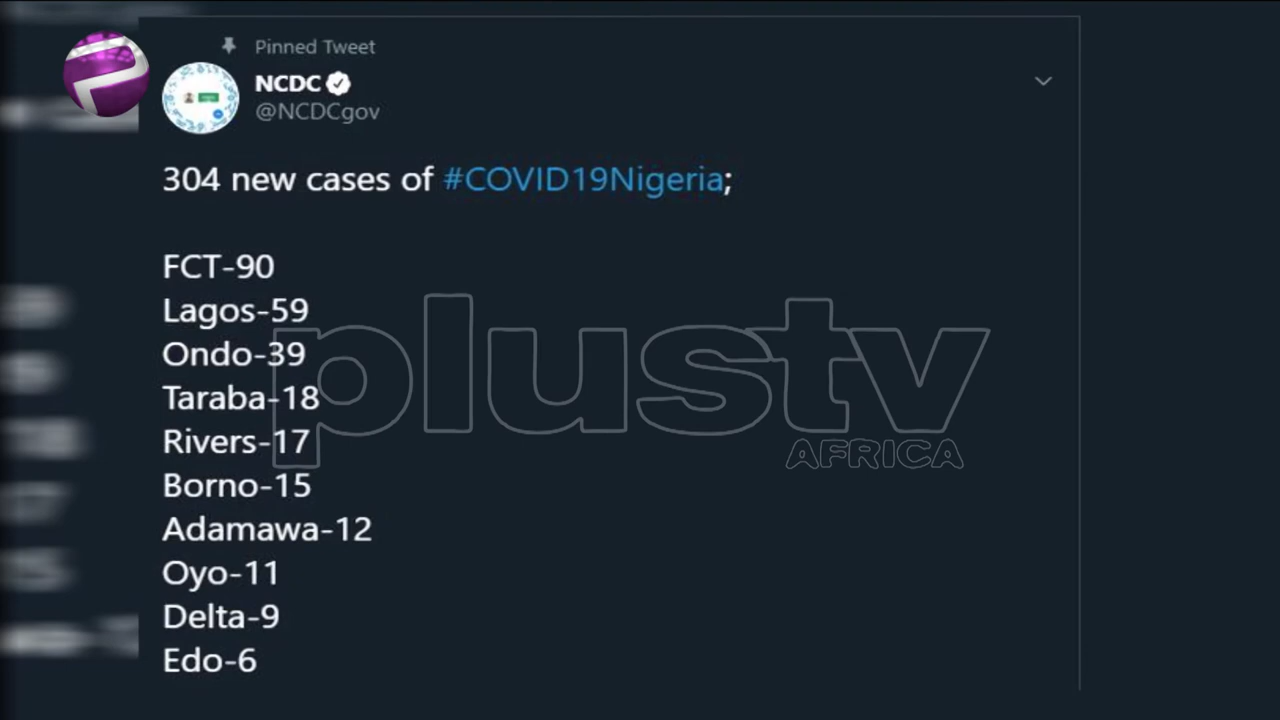 Pinned Tweet
NCDC
@NCDCgov
304 new cases of #COVID19Nigeria;
FCT-90
Lagos-59
Ondo-39
Taraba-18
Rivers-17
Borno-15
Adamawa-12
Oyo-11
Delta-9
Edo-6
plustv
AFRICA